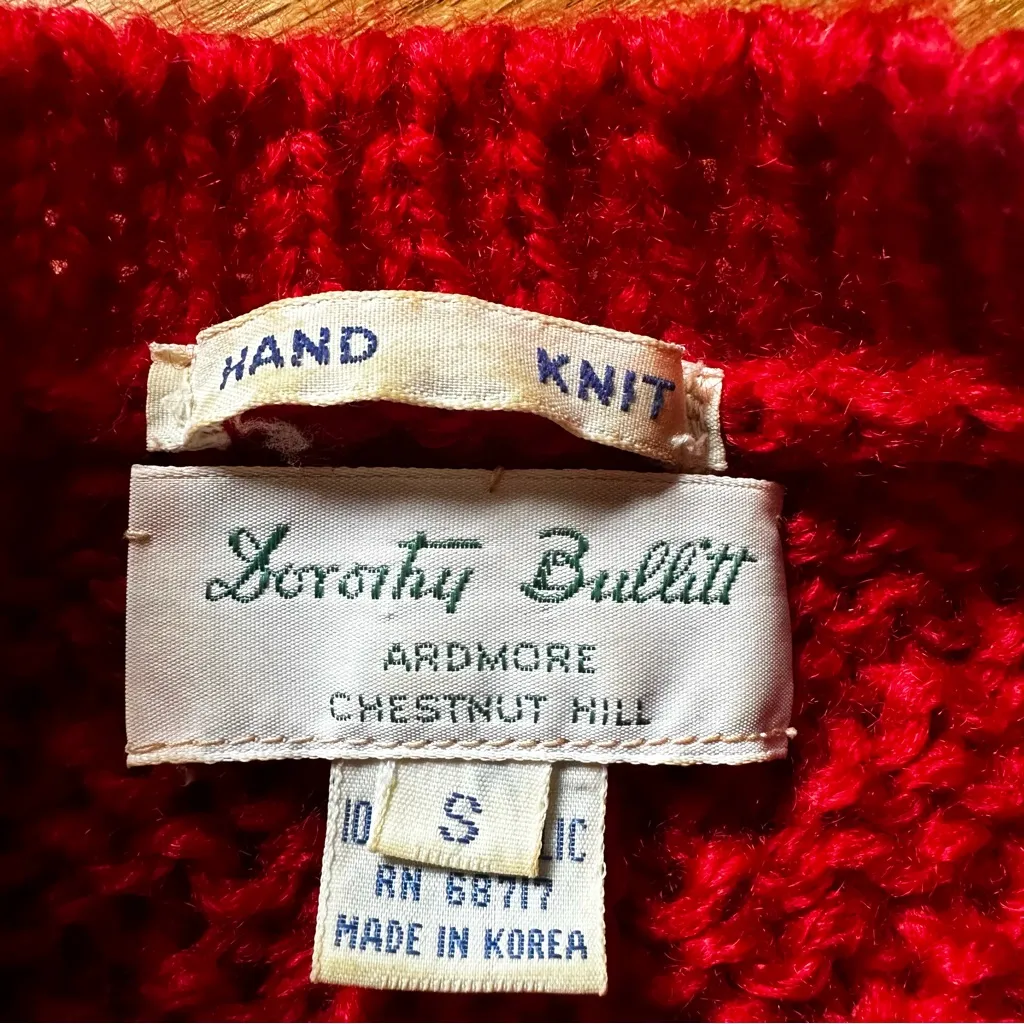 HAND KNIT
Dorothy Bullitt
ARDMORE
CHESTNUT HILL
S
RN 68717
MADE IN KOREA